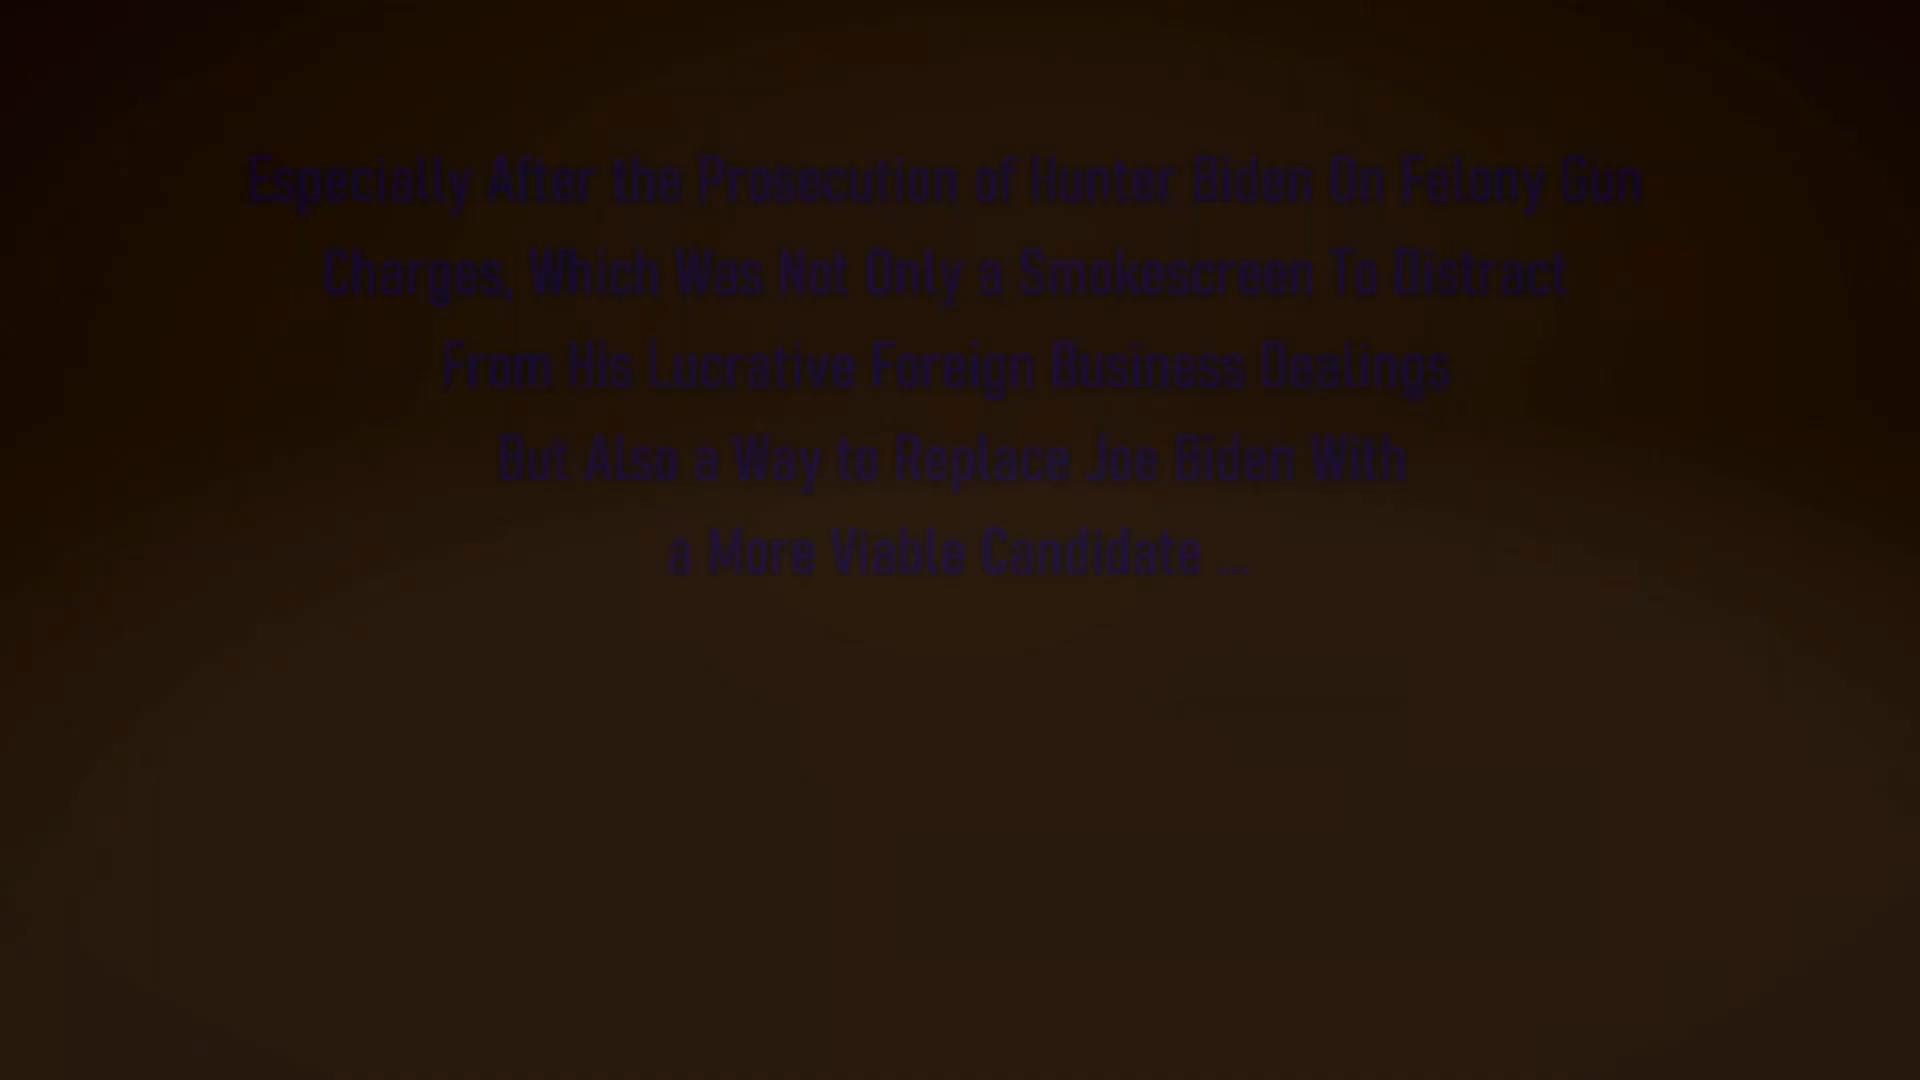 Especially After the Prosecution of Hunter Biden On Felony Gun
Charges, Which Was Not Only a Smokescreen To Distract
From His Lucrative Foreign Business Dealings
But Also a Way to Replace Joe Biden With
a More Viable Candidate ...